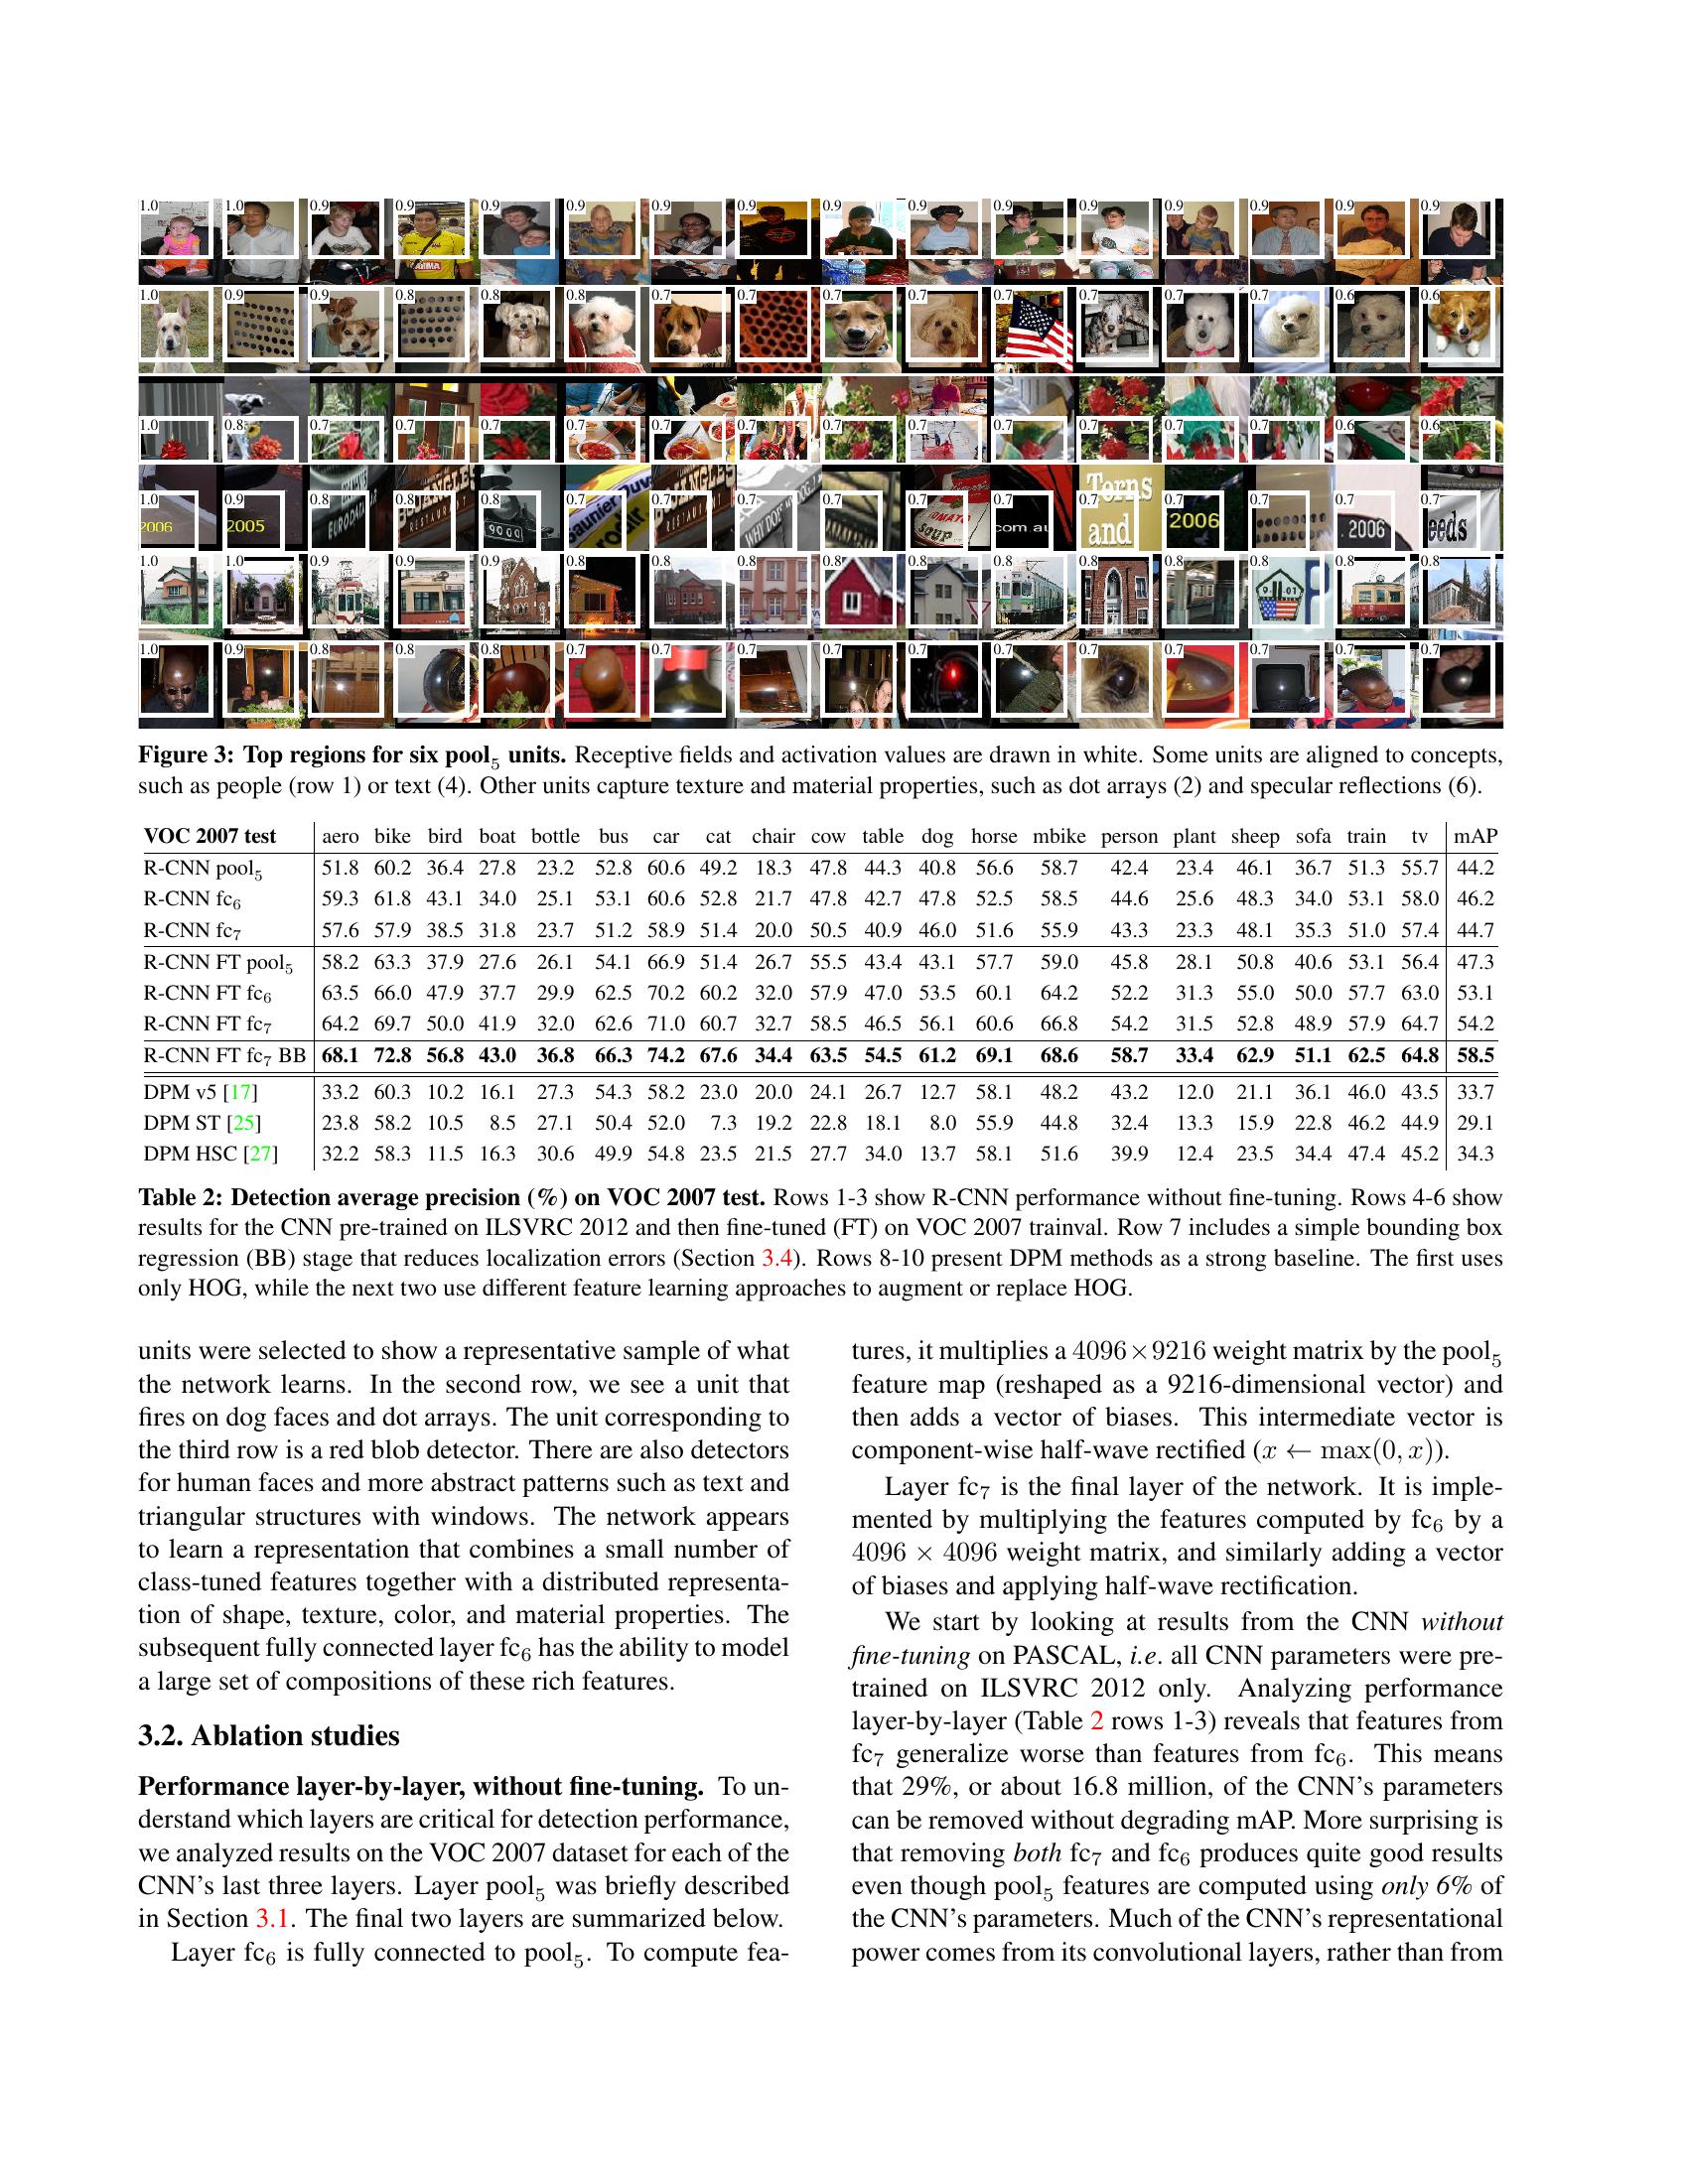 1.0 1.0 0.9 0.9 0.9 0.9 0.9 0.9 0.9 0.9 0.9 0.9 0.9 0.9 0.9 0.9
1.0 0.9 0.9 0.8 0.8 0.8 0.7 0.7 0.7 0.7 0.7 0.7 0.7 0.7 0.6 0.6
1.0 0.8 0.7 0.7 0.7 0.7 0.7 0.7 0.7 0.7 0.7 0.7 0.7 0.7 0.6 0.6
1.0 0.9 0.8 0.8 0.8 0.7 0.7 0.7 0.7 0.7 0.7 0.7 0.7 0.7 0.7 0.7
2006 2005 RESTAURANT 9000 RESTAURANT TOMATO SOUP com au Terns and 2006 2006 eeds
1.0 1.0 0.9 0.9 0.9 0.8 0.8 0.8 0.8 0.8 0.8 0.8 0.8 0.8 0.8 0.8
1.0 0.9 0.8 0.8 0.8 0.7 0.7 0.7 0.7 0.7 0.7 0.7 0.7 0.7 0.7 0.7
Figure 3: Top regions for six pool₅ units. Receptive fields and activation values are drawn in white. Some units are aligned to concepts,
such as people (row 1) or text (4). Other units capture texture and material properties, such as dot arrays (2) and specular reflections (6).
VOC 2007 test aero bike bird boat bottle bus car cat chair cow table dog horse mbike person plant sheep sofa train tv mAP
R-CNN pool₅ 51.8 60.2 36.4 27.8 23.2 52.8 60.6 49.2 18.3 47.8 44.3 40.8 56.6 58.7 42.4 23.4 46.1 36.7 51.3 55.7 44.2
R-CNN fc₆ 59.3 61.8 43.1 34.0 25.1 53.1 60.6 52.8 21.7 47.8 42.7 47.8 52.5 58.5 44.6 25.6 48.3 34.0 53.1 58.0 46.2
R-CNN fc₇ 57.6 57.9 38.5 31.8 23.7 51.2 58.9 51.4 20.0 50.5 40.9 46.0 51.6 55.9 43.3 23.3 48.1 35.3 51.0 57.4 44.7
R-CNN FT pool₅ 58.2 63.3 37.9 27.6 26.1 54.1 66.9 51.4 26.7 55.5 43.4 43.1 57.7 59.0 45.8 28.1 50.8 40.6 53.1 56.4 47.3
R-CNN FT fc₆ 63.5 66.0 47.9 37.7 29.9 62.5 70.2 60.2 32.0 57.9 47.0 53.5 60.1 64.2 52.2 31.3 55.0 50.0 57.7 63.0 53.1
R-CNN FT fc₇ 64.2 69.7 50.0 41.9 32.0 62.6 71.0 60.7 32.7 58.5 46.5 56.1 60.6 66.8 54.2 31.5 52.8 48.9 57.9 64.7 54.2
R-CNN FT fc₇ BB 68.1 72.8 56.8 43.0 36.8 66.3 74.2 67.6 34.4 63.5 54.5 61.2 69.1 68.6 58.7 33.4 62.9 51.1 62.5 64.8 58.5
DPM v5 [17] 33.2 60.3 10.2 16.1 27.3 54.3 58.2 23.0 20.0 24.1 26.7 12.7 58.1 48.2 43.2 12.0 21.1 36.1 46.0 43.5 33.7
DPM ST [25] 23.8 58.2 10.5 8.5 27.1 50.4 52.0 7.3 19.2 22.8 18.1 8.0 55.9 44.8 32.4 13.3 15.9 22.8 46.2 44.9 29.1
DPM HSC [27] 32.2 58.3 11.5 16.3 30.6 49.9 54.8 23.5 21.5 27.7 34.0 13.7 58.1 51.6 39.9 12.4 23.5 34.4 47.4 45.2 34.3
Table 2: Detection average precision (%) on VOC 2007 test. Rows 1-3 show R-CNN performance without fine-tuning. Rows 4-6 show
results for the CNN pre-trained on ILSVRC 2012 and then fine-tuned (FT) on VOC 2007 trainval. Row 7 includes a simple bounding box
regression (BB) stage that reduces localization errors (Section 3.4). Rows 8-10 present DPM methods as a strong baseline. The first uses
only HOG, while the next two use different feature learning approaches to augment or replace HOG.
units were selected to show a representative sample of what
the network learns. In the second row, we see a unit that
fires on dog faces and dot arrays. The unit corresponding to
the third row is a red blob detector. There are also detectors
for human faces and more abstract patterns such as text and
triangular structures with windows. The network appears
to learn a representation that combines a small number of
class-tuned features together with a distributed representa-
tion of shape, texture, color, and material properties. The
subsequent fully connected layer fc₆ has the ability to model
a large set of compositions of these rich features.
3.2. Ablation studies
Performance layer-by-layer, without fine-tuning. To un-
derstand which layers are critical for detection performance,
we analyzed results on the VOC 2007 dataset for each of the
CNN's last three layers. Layer pool₅ was briefly described
in Section 3.1. The final two layers are summarized below.
Layer fc₆ is fully connected to pool₅. To compute fea-
tures, it multiplies a 4096×9216 weight matrix by the pool₅
feature map (reshaped as a 9216-dimensional vector) and
then adds a vector of biases. This intermediate vector is
component-wise half-wave rectified (x ← max(0, x)).
Layer fc₇ is the final layer of the network. It is imple-
mented by multiplying the features computed by fc₆ by a
4096 × 4096 weight matrix, and similarly adding a vector
of biases and applying half-wave rectification.
We start by looking at results from the CNN without
fine-tuning on PASCAL, i.e. all CNN parameters were pre-
trained on ILSVRC 2012 only. Analyzing performance
layer-by-layer (Table 2 rows 1-3) reveals that features from
fc₇ generalize worse than features from fc₆. This means
that 29%, or about 16.8 million, of the CNN's parameters
can be removed without degrading mAP. More surprising is
that removing both fc₇ and fc₆ produces quite good results
even though pool₅ features are computed using only 6% of
the CNN's parameters. Much of the CNN's representational
power comes from its convolutional layers, rather than from